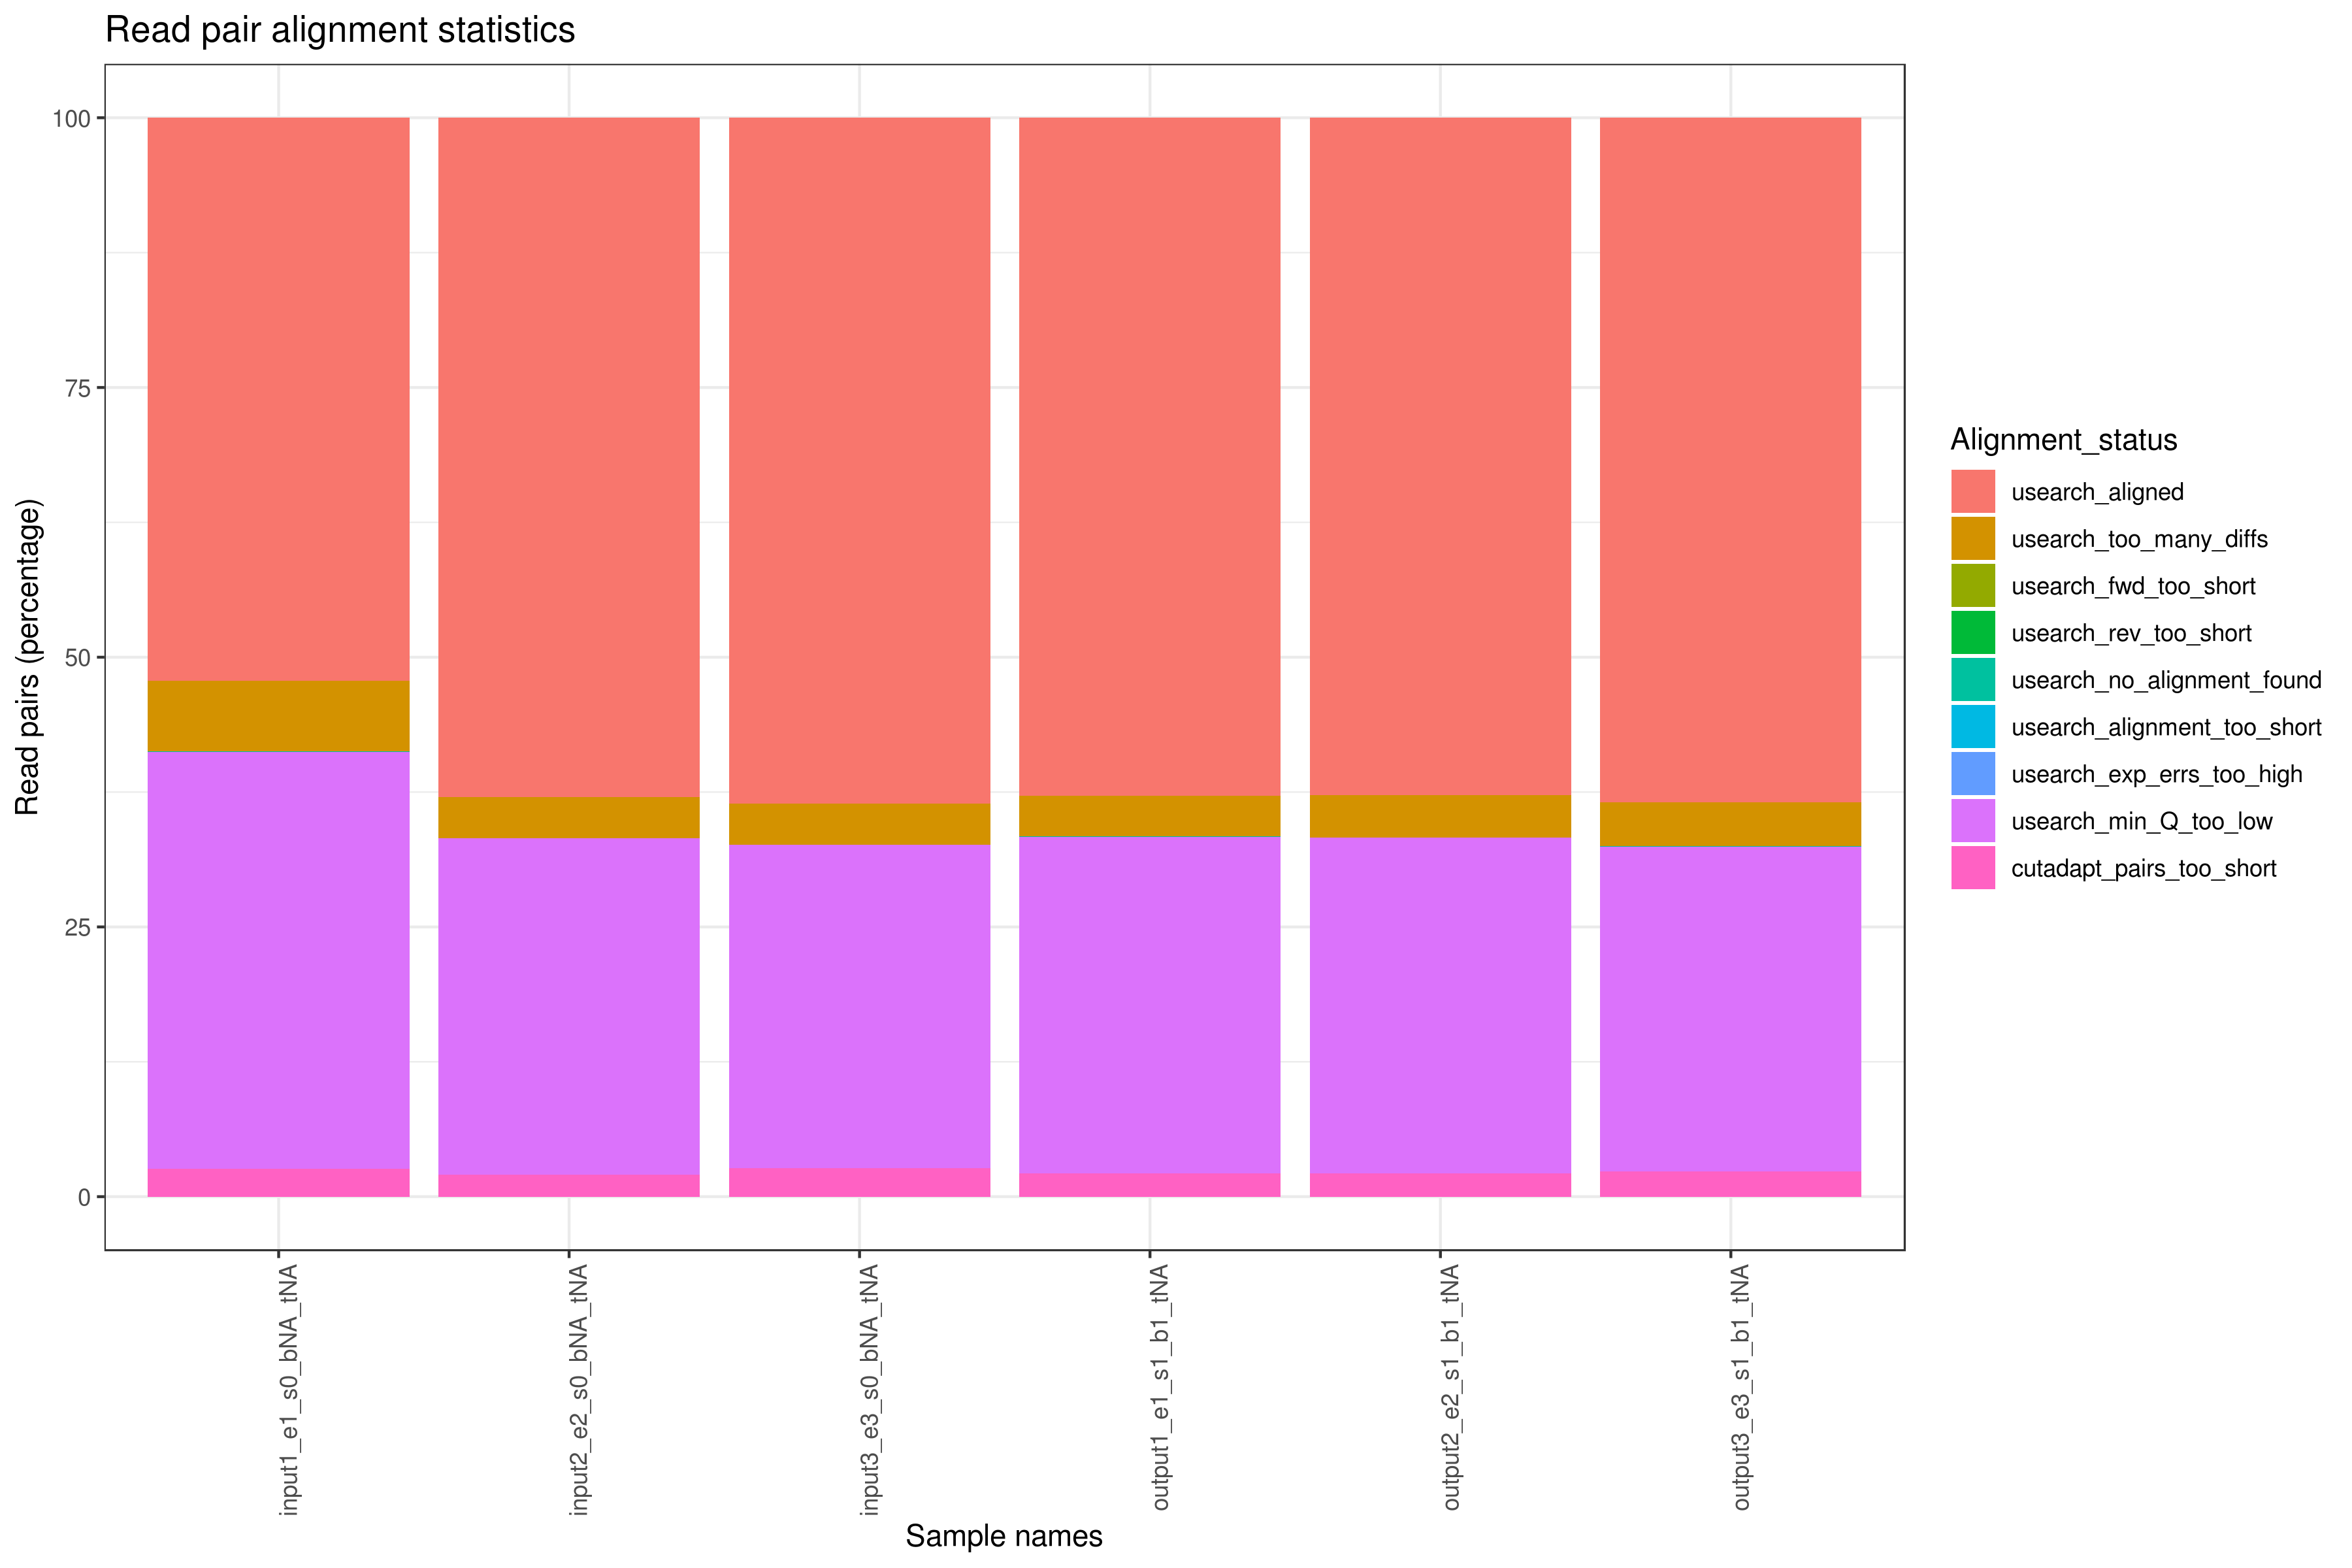 Read pair alignment statistics
Read pairs (percentage)
100
75
50
25
0
input1_e1_s0_bNA_tNA
input2_e2_s0_bNA_tNA
input3_e3_s0_bNA_tNA
output1_e1_s1_b1_tNA
output2_e2_s1_b1_tNA
output3_e3_s1_b1_tNA
Sample names
Alignment_status
usearch_aligned
usearch_too_many_diffs
usearch_fwd_too_short
usearch_rev_too_short
usearch_no_alignment_found
usearch_alignment_too_short
usearch_exp_errs_too_high
usearch_min_Q_too_low
cutadapt_pairs_too_short